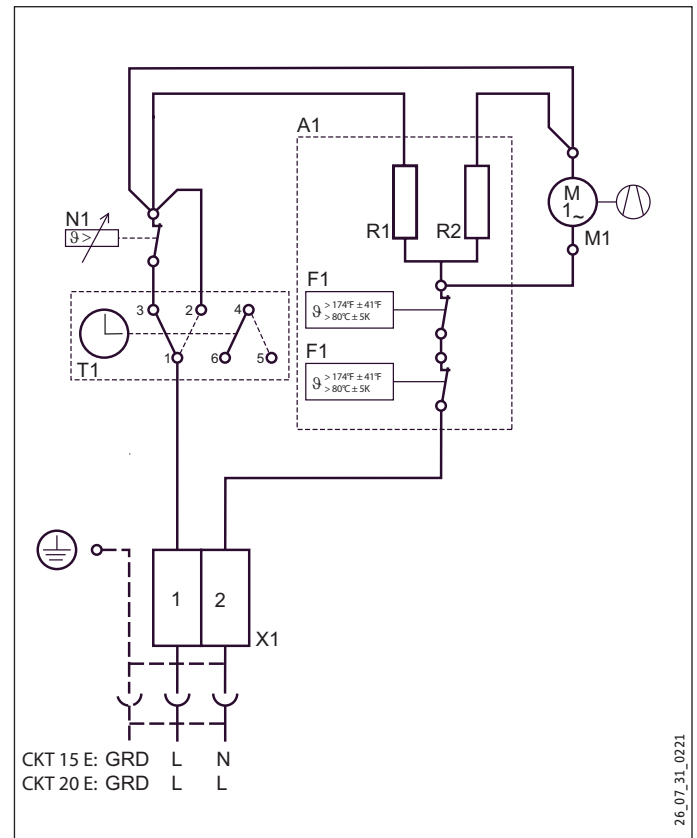 A1
R1
R2
M
1~
M1
N1
ϑ >
F1
ϑ > 174°F ± 41°F
> 80°C ± 5K
3
2
4
1
6
5
T1
F1
ϑ > 174°F ± 41°F
> 80°C ± 5K
1
2
X1
CKT 15 E: GRD L N
CKT 20 E: GRD L L
26_07_31_0221